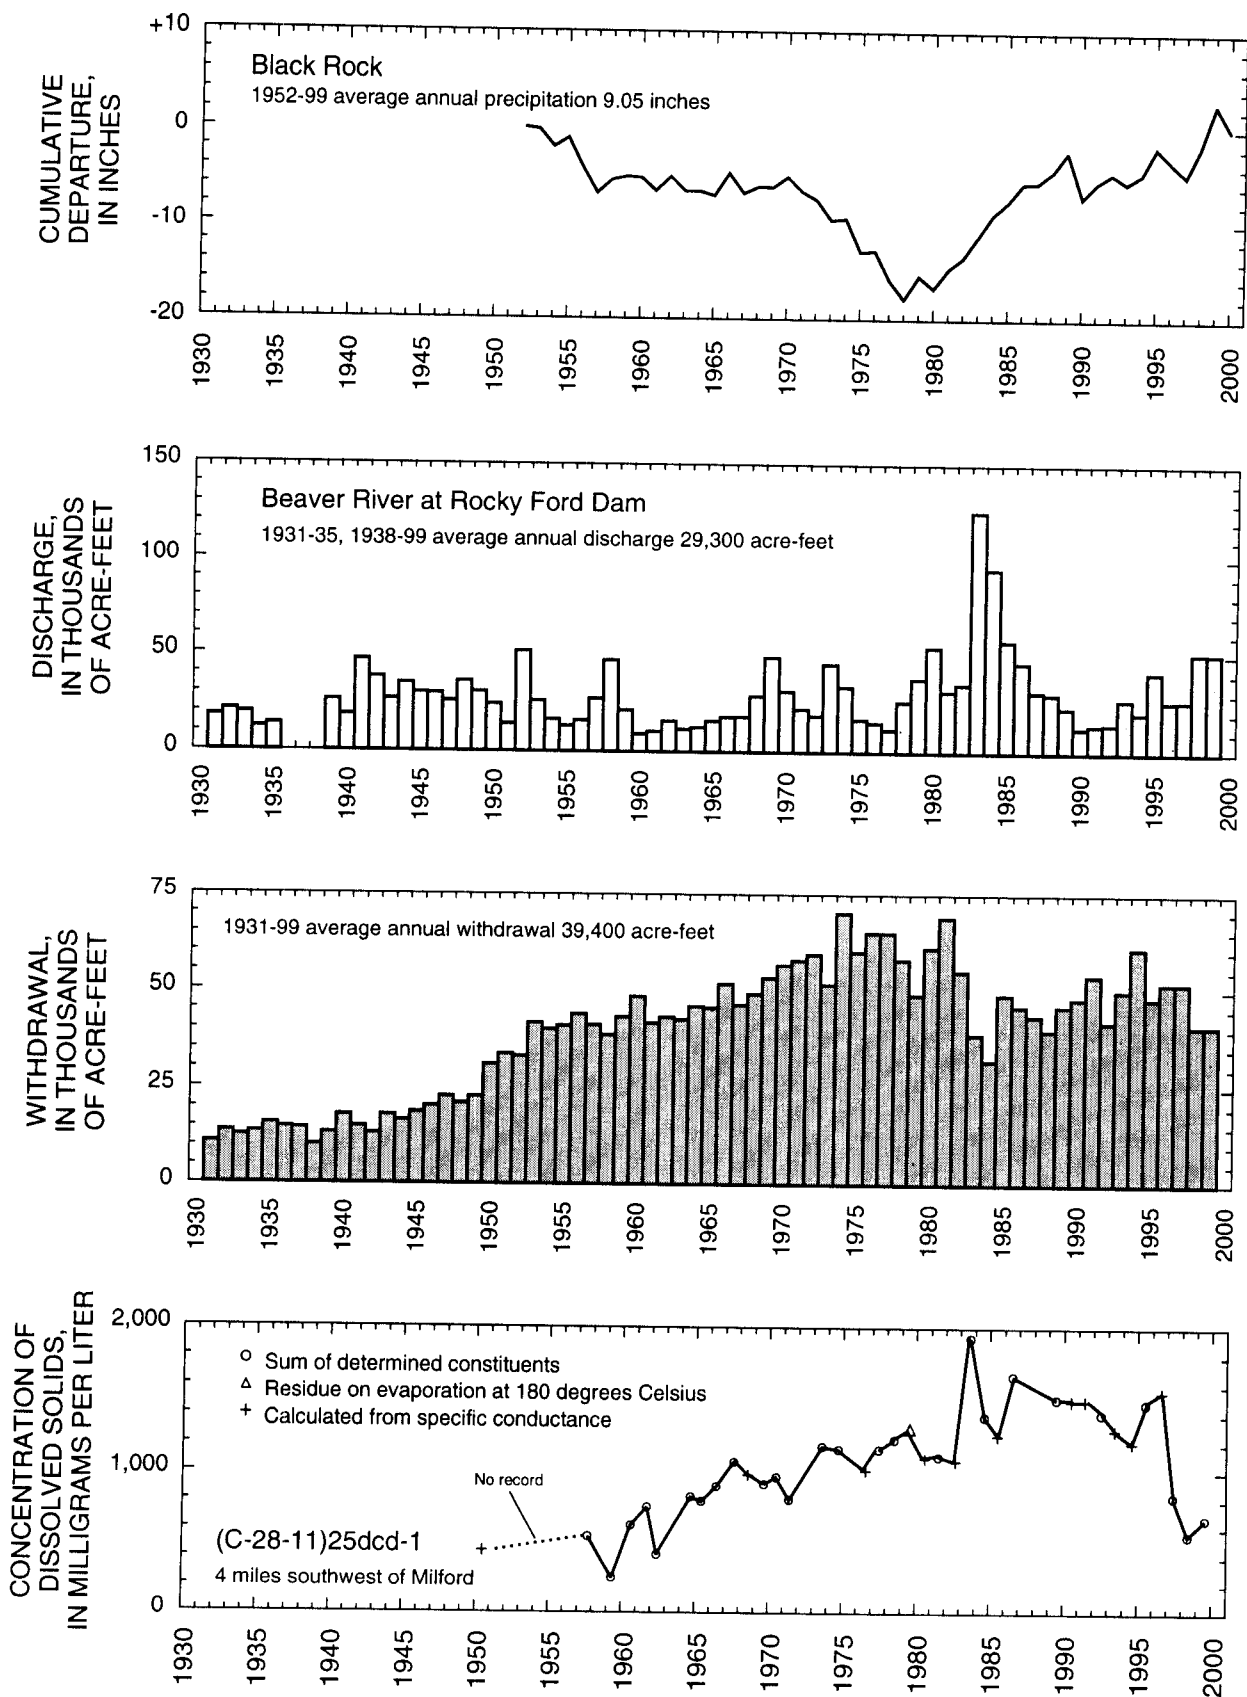 +10
0
-10
-20
CUMULATIVE
DEPARTURE,
IN INCHES
Black Rock
1952-99 average annual precipitation 9.05 inches
1930 1935 1940 1945 1950 1955 1960 1965 1970 1975 1980 1985 1990 1995 2000
150
100
50
0
DISCHARGE,
IN THOUSANDS
OF ACRE-FEET
Beaver River at Rocky Ford Dam
1931-35, 1938-99 average annual discharge 29,300 acre-feet
1930 1935 1940 1945 1950 1955 1960 1965 1970 1975 1980 1985 1990 1995 2000
75
50
25
0
WITHDRAWAL,
IN THOUSANDS
OF ACRE-FEET
1931-99 average annual withdrawal 39,400 acre-feet
1930 1935 1940 1945 1950 1955 1960 1965 1970 1975 1980 1985 1990 1995 2000
2,000
1,000
0
CONCENTRATION OF
DISSOLVED SOLIDS,
IN MILLIGRAMS PER LITER
Sum of determined constituents
Residue on evaporation at 180 degrees Celsius
Calculated from specific conductance
No record
(C-28-11)25dcd-1
4 miles southwest of Milford
1930 1935 1940 1945 1950 1955 1960 1965 1970 1975 1980 1985 1990 1995 2000